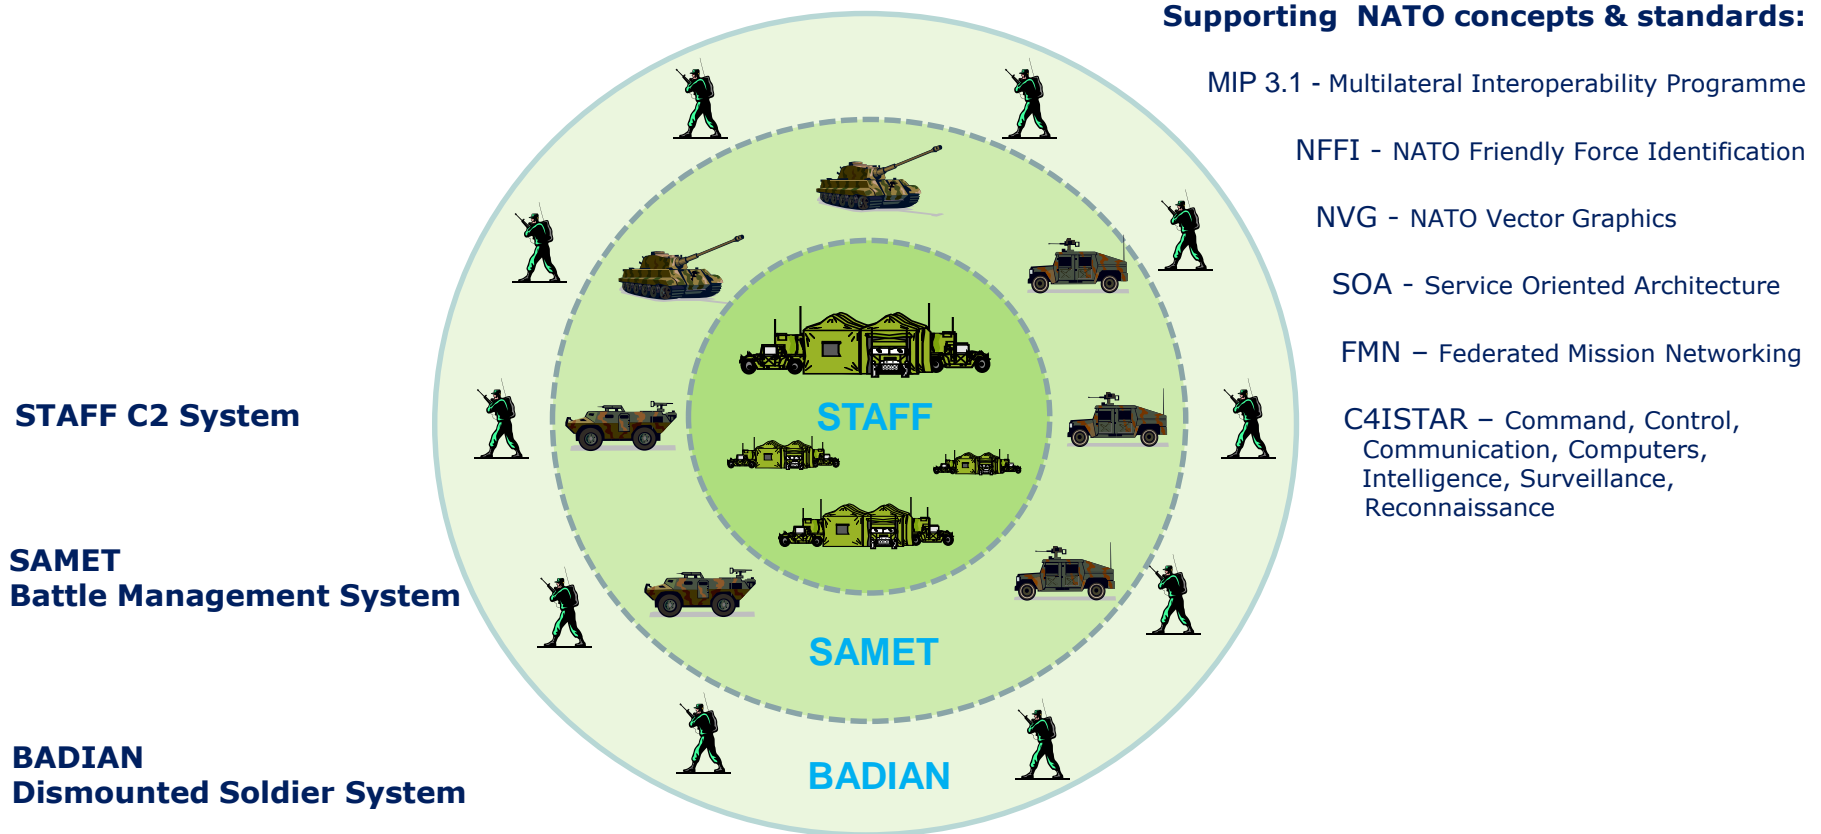 Supporting NATO concepts & standards:
MIP 3.1 - Multilateral Interoperability Programme
NFFI - NATO Friendly Force Identification
NVG - NATO Vector Graphics
SOA - Service Oriented Architecture
FMN – Federated Mission Networking
C4ISTAR – Command, Control,
Communication, Computers,
Intelligence, Surveillance,
Reconnaissance
STAFF C2 System
SAMET
Battle Management System
BADIAN
Dismounted Soldier System
STAFF
SAMET
BADIAN